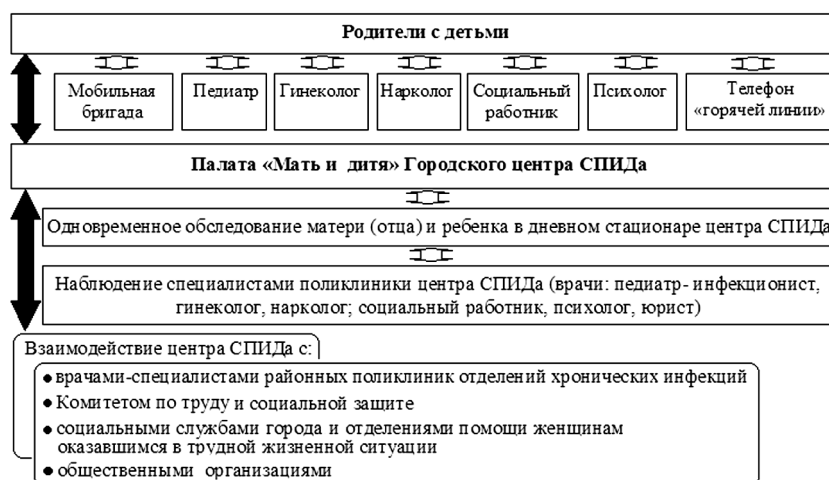 Родители с детьми
Мобильная
бригада
Педиатр
Гинеколог
Нарколог
Социальный
работник
Психолог
Телефон
«горячей линии»
Палата «Мать и дитя» Городского центра СПИДа
Одновременное обследование матери (отца) и ребенка в дневном стационаре центра СПИДа
Наблюдение специалистами поликлиники центра СПИДа (врачи: педиатр- инфекционист,
гинеколог, нарколог; социальный работник, психолог, юрист)
Взаимодействие центра СПИДа с:
● врачами-специалистами районных поликлиник отделений хронических инфекций
● Комитетом по труду и социальной защите
● социальными службами города и отделениями помощи женщинам
оказавшимся в трудной жизненной ситуации
● общественными организациями